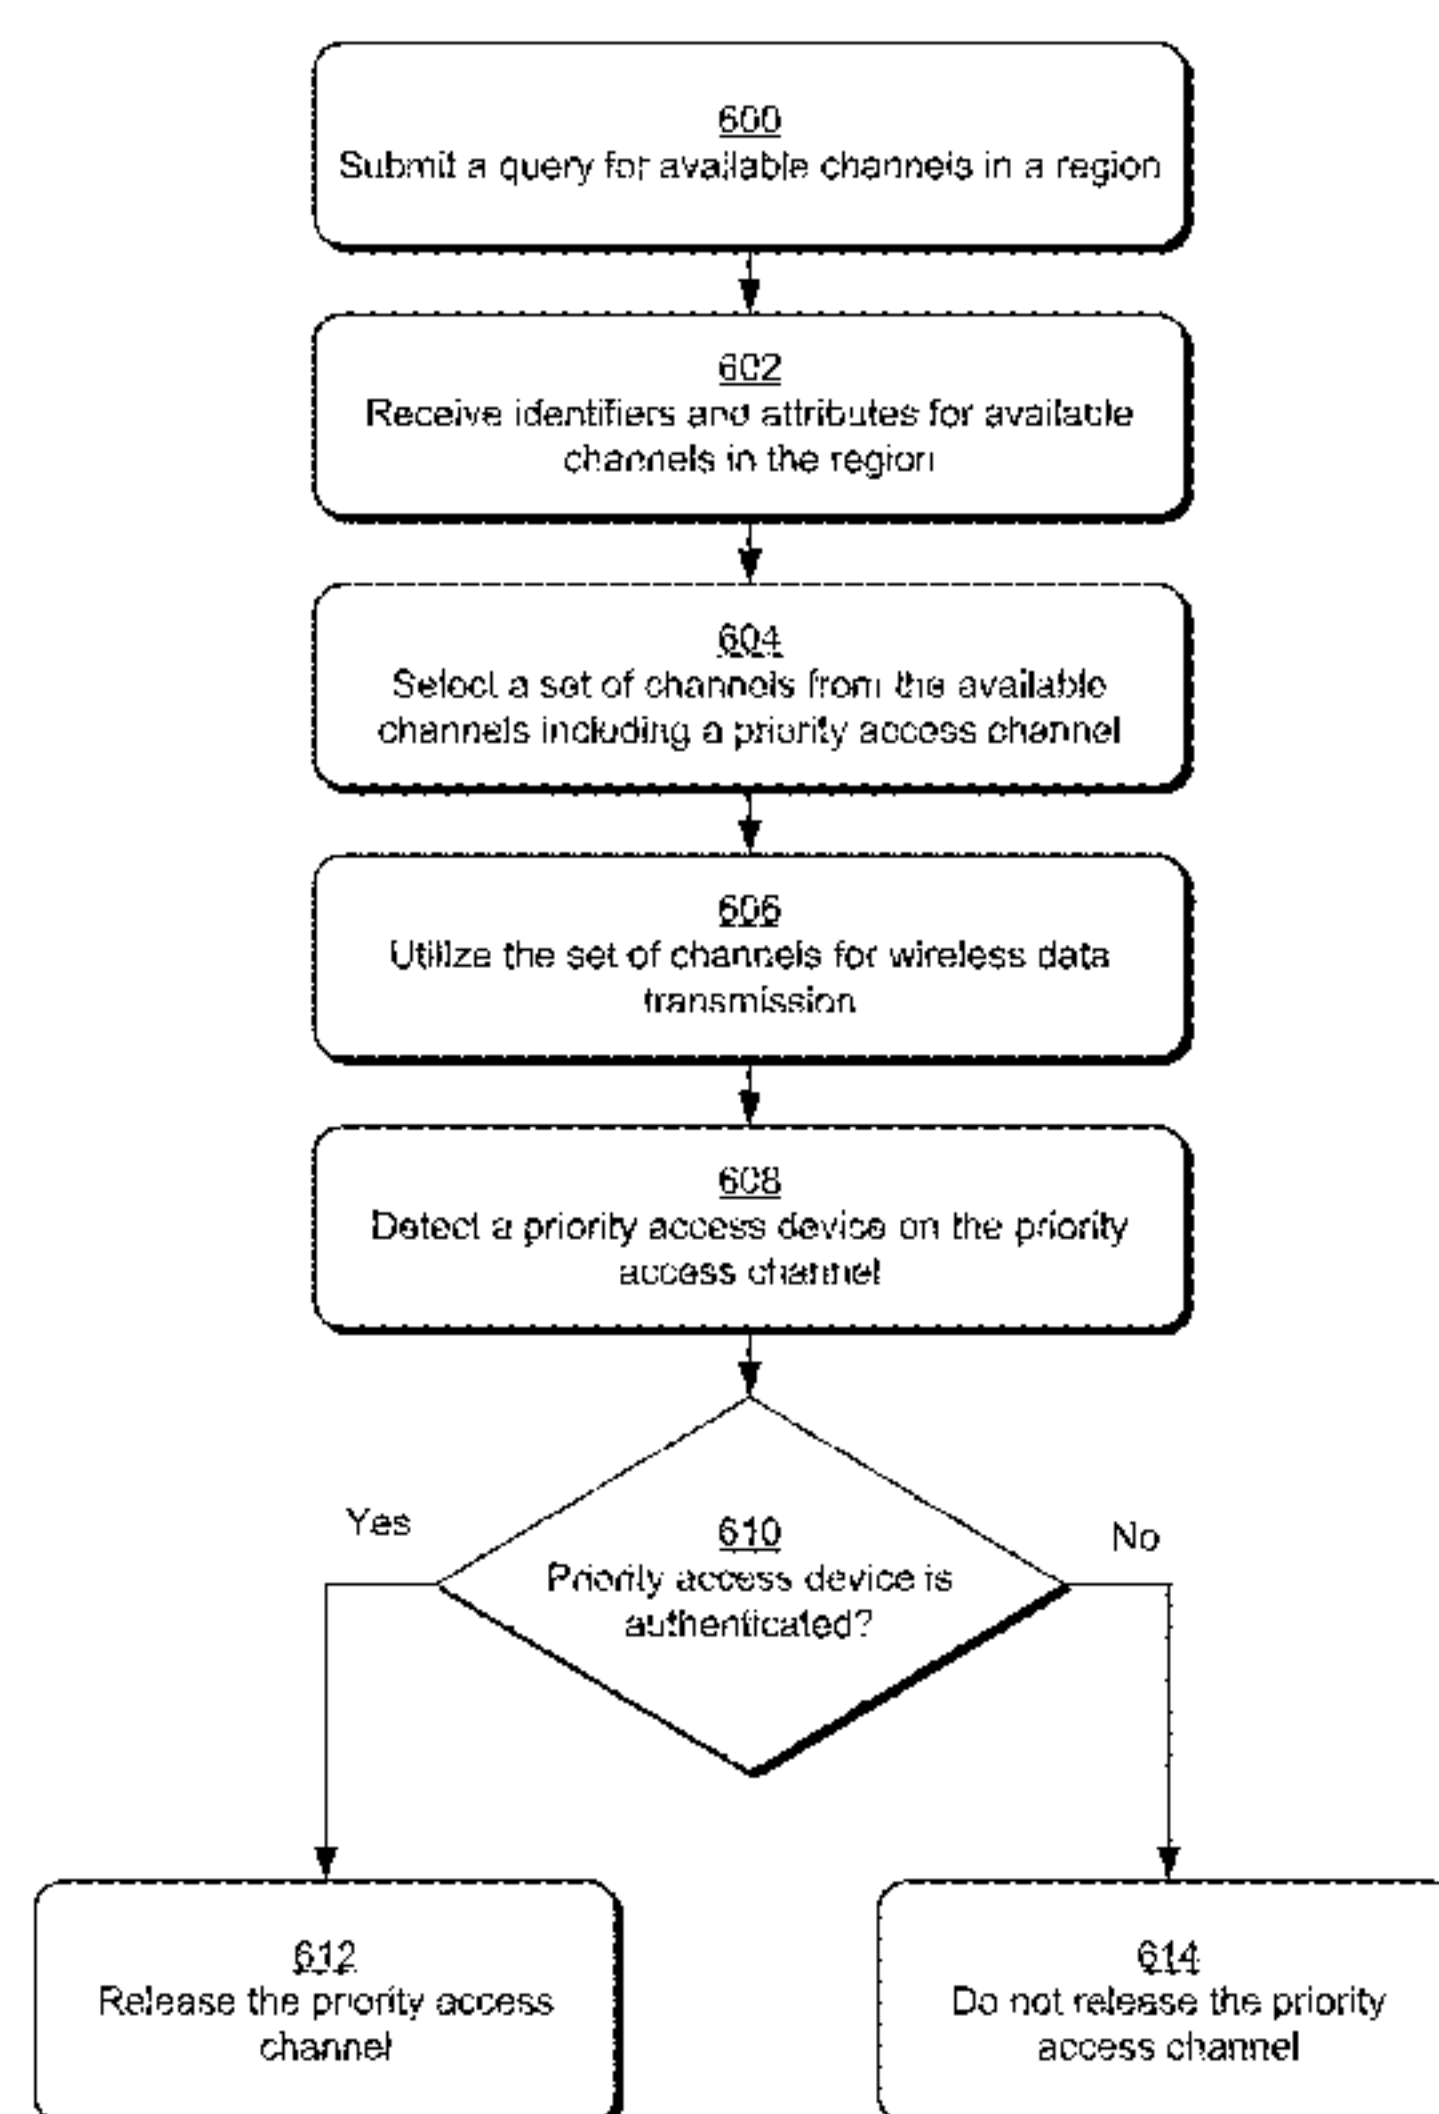 600
Submit a query for available channels in a region
602
Receive identifiers and attributes for available
channels in the region
604
Select a set of channels from the available
channels including a priority access channel
606
Utilize the set of channels for wireless data
transmission
608
Detect a priority access device on the priority
access channel
Yes
610
No
Priority access device is
authenticated?
612
Release the priority access
channel
614
Do not release the priority
access channel